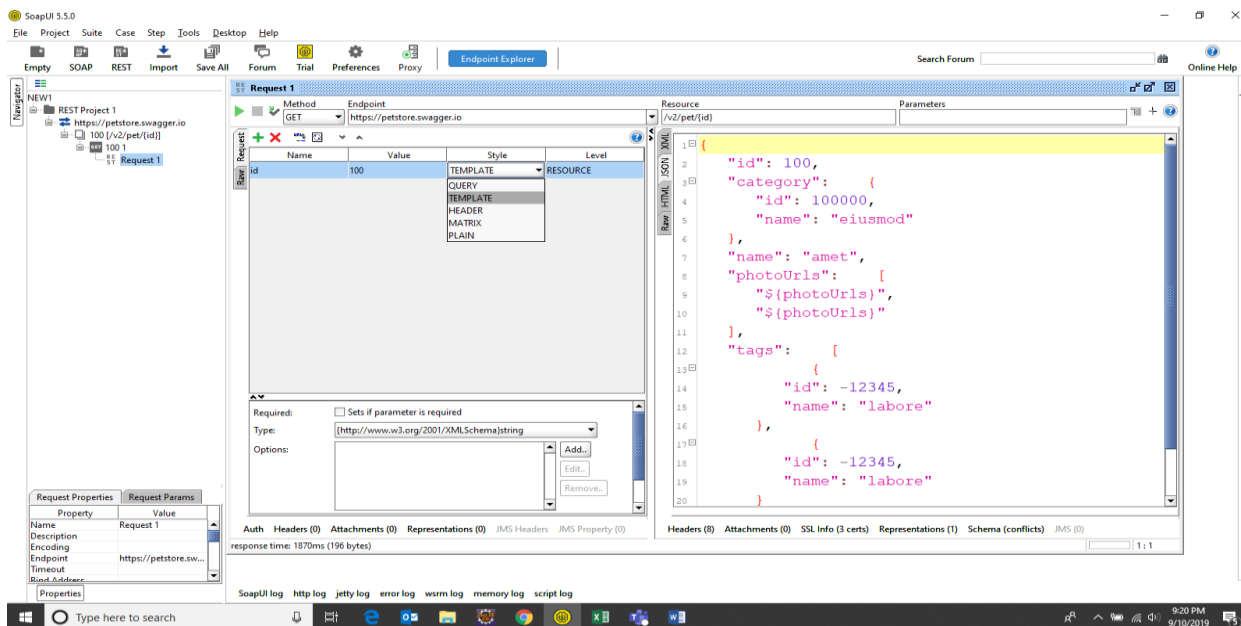 SoapUI 5.5.0
File Project Suite Case Step Tools Desktop Help
Empty SOAP REST Import Save All Forum Trial Preferences Proxy Endpoint Explorer Search Forum Online Help
Navigator
NEW1
REST Project 1
https://petstore.swagger.io
100 [/v2/pet/{id}]
100 1
Request 1
Request 1
Method Endpoint Resource Parameters
GET https://petstore.swagger.io /v2/pet/{id}
Request
Raw
Name Value Style Level
id 100 TEMPLATE RESOURCE
QUERY
TEMPLATE
HEADER
MATRIX
PLAIN
Required: Sets if parameter is required
Type: {http://www.w3.org/2001/XMLSchema}string
Options: Add..
Edit..
Remove..
Auth Headers (0) Attachments (0) Representations (0) JMS Headers JMS Property (0)
response time: 1870ms (196 bytes)
XML
JSON
HTML
Raw
1 {
2 "id": 100,
3 "category": {
4 "id": 100000,
5 "name": "eiusmod"
6 },
7 "name": "amet",
8 "photoUrls": [
9 "${photoUrls}",
10 "${photoUrls}"
11 ],
12 "tags": [
13 {
14 "id": -12345,
15 "name": "labore"
16 },
17 {
18 "id": -12345,
19 "name": "labore"
20 }
Headers (8) Attachments (0) SSL Info (3 certs) Representations (1) Schema (conflicts) JMS (0)
1 : 1
Request Properties Request Params
Property Value
Name Request 1
Description
Encoding
Endpoint https://petstore.sw...
Timeout
Bind Address
Properties
SoapUI log http log jetty log error log wsrm log memory log script log
Type here to search
9:20 PM
9/10/2019